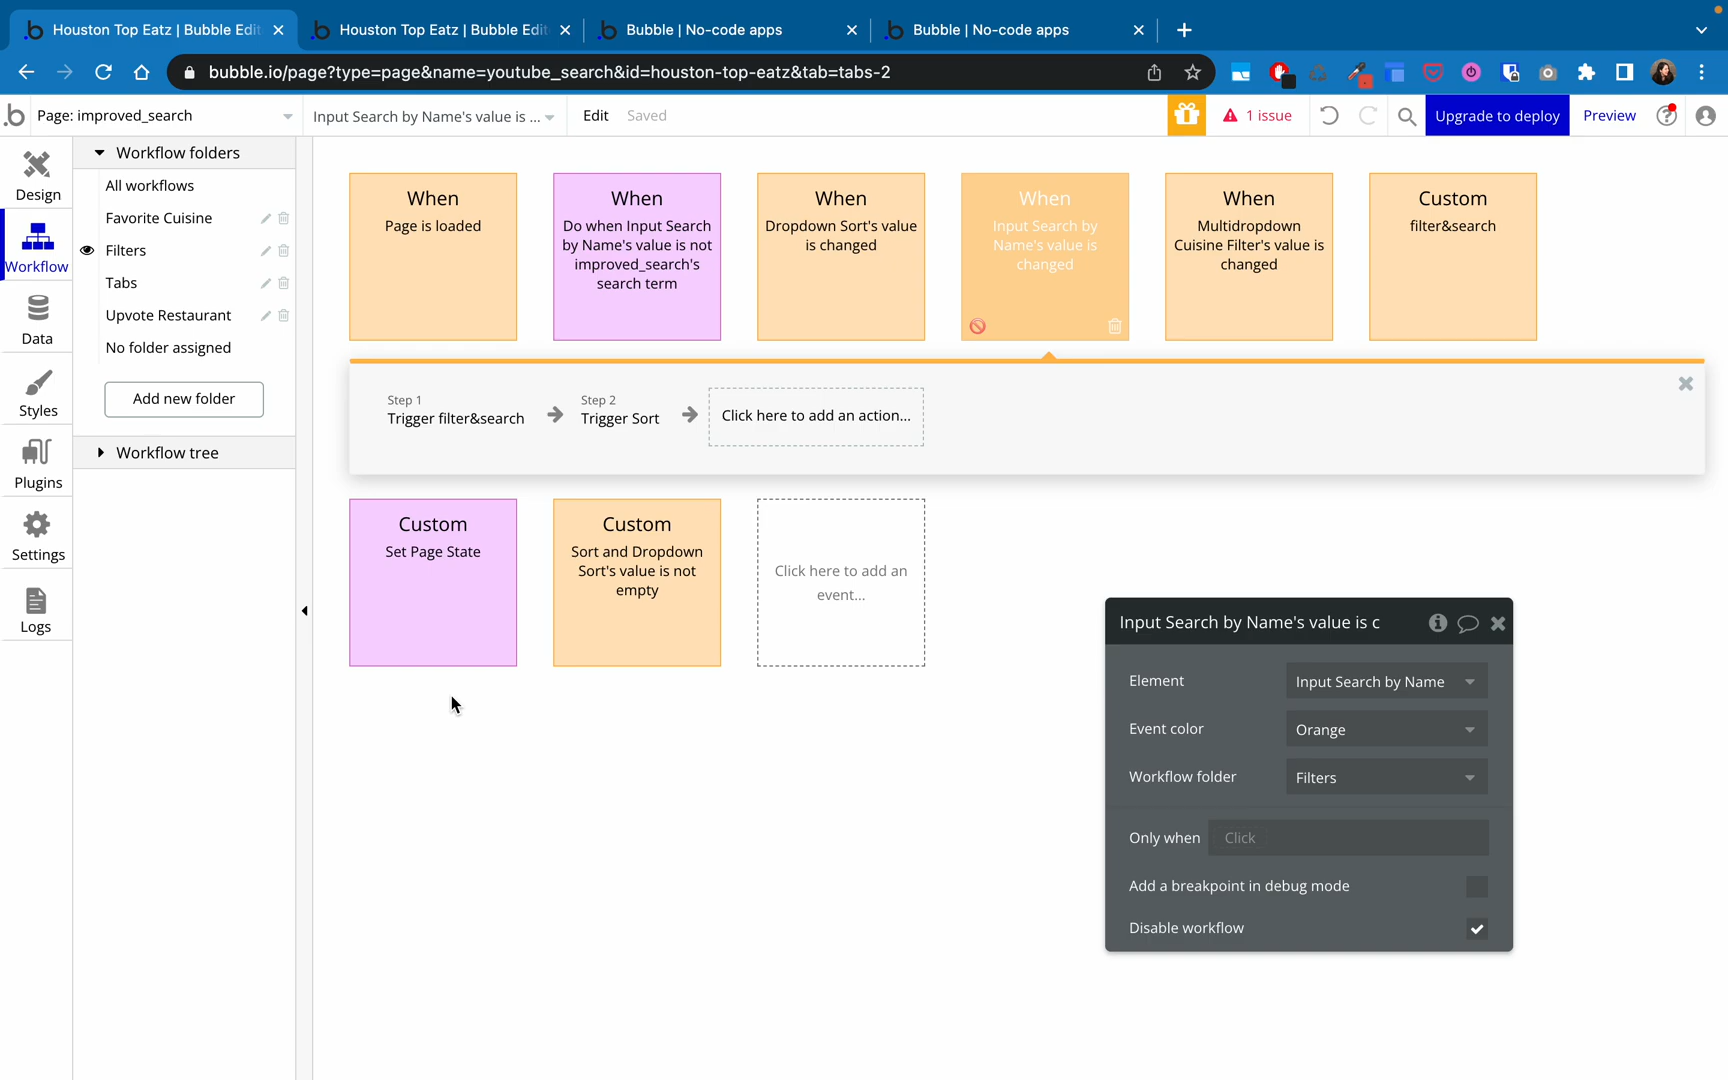 Houston Top Eatz | Bubble Edit
Houston Top Eatz | Bubble Edit
Bubble | No-code apps
Bubble | No-code apps
bubble.io/page?type=page&name=youtube_search&id=houston-top-eatz&tab=tabs-2
Page: improved_search
Input Search by Name's value is ...
Edit
Saved
1 issue
Upgrade to deploy
Preview
Design
Workflow
Data
Styles
Plugins
Settings
Logs
Workflow folders
All workflows
Favorite Cuisine
Filters
Tabs
Upvote Restaurant
No folder assigned
Add new folder
Workflow tree
When
Page is loaded
When
Do when Input Search
by Name's value is not
improved_search's
search term
When
Dropdown Sort's value
is changed
When
Input Search by
Name's value is
changed
When
Multidropdown
Cuisine Filter's value is
changed
Custom
filter&search
Step 1
Trigger filter&search
Step 2
Trigger Sort
Click here to add an action...
Custom
Set Page State
Custom
Sort and Dropdown
Sort's value is not
empty
Click here to add an
event...
Input Search by Name's value is c
Element
Input Search by Name
Event color
Orange
Workflow folder
Filters
Only when
Click
Add a breakpoint in debug mode
Disable workflow